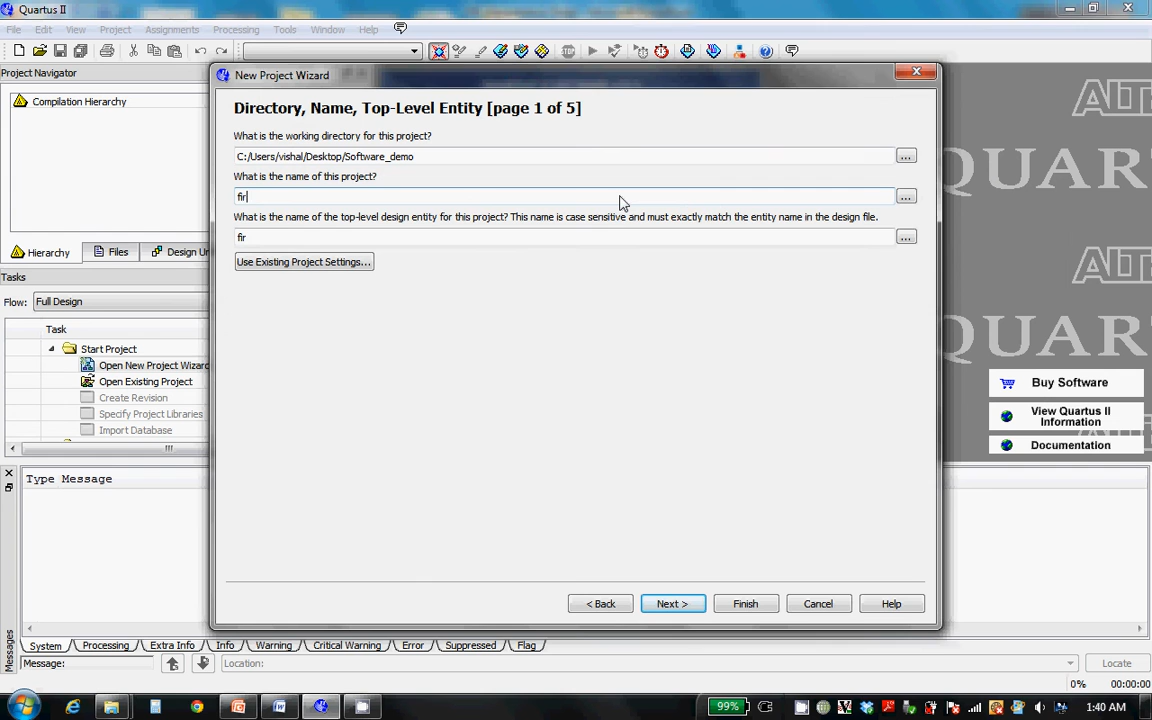 Quartus II
File Edit View Project Assignments Processing Tools Window Help
Project Navigator
Compilation Hierarchy
Hierarchy Files Design Un
Tasks
Flow: Full Design
Task
Start Project
Open New Project Wizard
Open Existing Project
Create Revision
Specify Project Libraries
Import Database
New Project Wizard
Directory, Name, Top-Level Entity [page 1 of 5]
What is the working directory for this project?
C:/Users/vishal/Desktop/Software_demo
...
What is the name of this project?
fir
...
What is the name of the top-level design entity for this project? This name is case sensitive and must exactly match the entity name in the design file.
fir
...
Use Existing Project Settings...
< Back Next > Finish Cancel Help
ALT
QUAR
ALT
QUAR
Buy Software
View Quartus II
Information
Documentation
Type Message
Messages
System Processing Extra Info Info Warning Critical Warning Error Suppressed Flag
Message: Location: Locate
0% 00:00:00
99% 1:40 AM